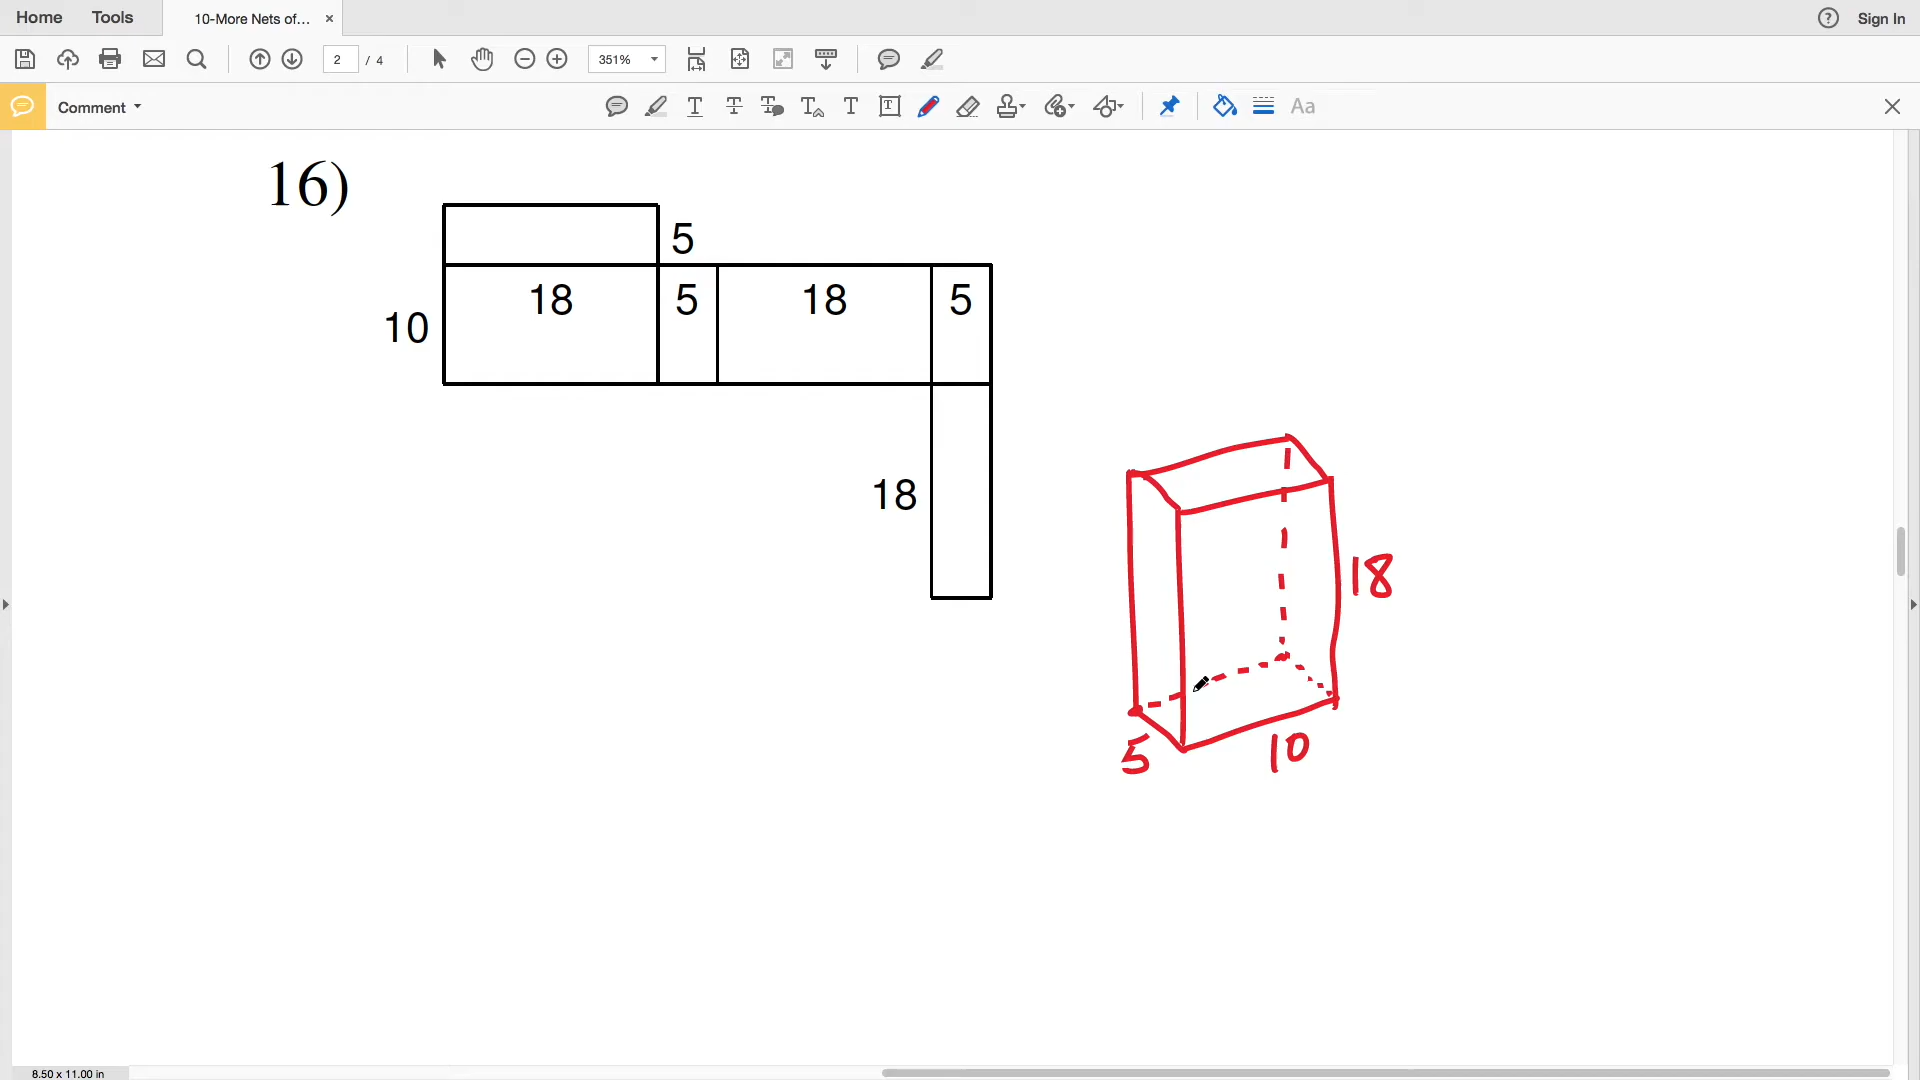 Home Tools 10-More Nets of... × ? Sign In
2 / 4 351%
Comment Aa
16)
5
18 5 18 5
10
18
18
5 10
8.50 x 11.00 in